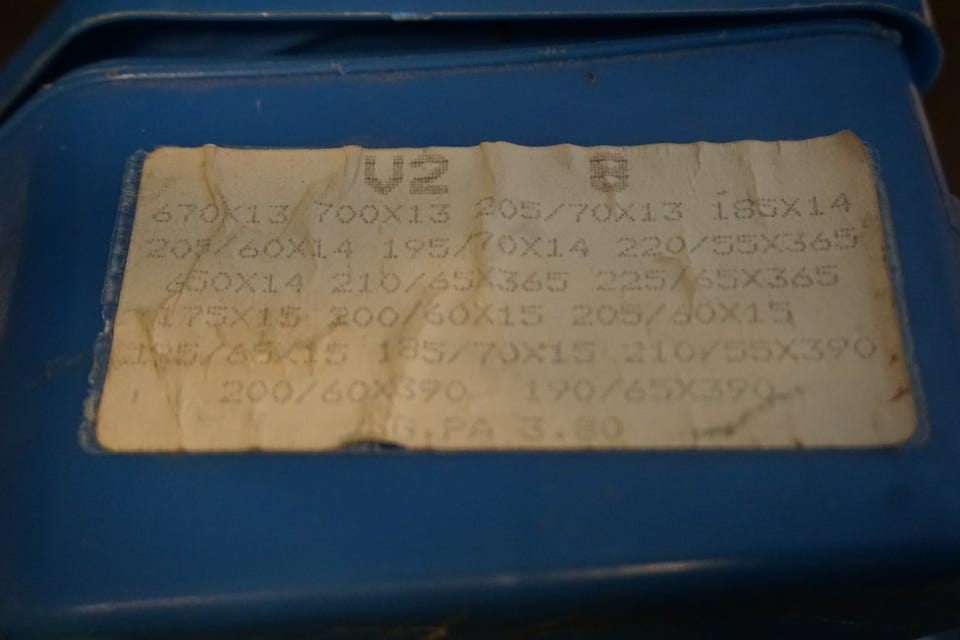 V2 8
670X13 700X13 205/70X13 185X14
205/60X14 195/70X14 220/55X365
650X14 210/65X365 225/65X365
175X15 200/60X15 205/60X15
185/65X15 185/70X15 210/55X390
200/60X390 190/65X390
KG.PA 3.80